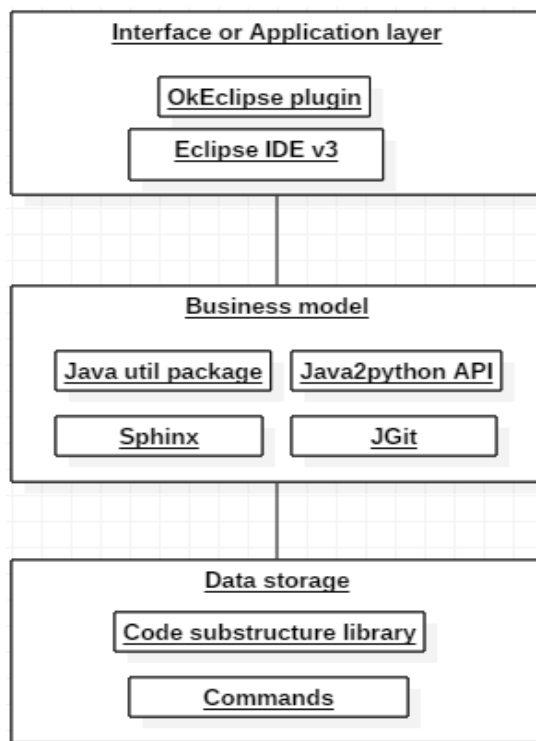 Interface or Application layer
OkEclipse plugin
Eclipse IDE v3
Business model
Java util package
Java2python API
Sphinx
JGit
Data storage
Code substructure library
Commands